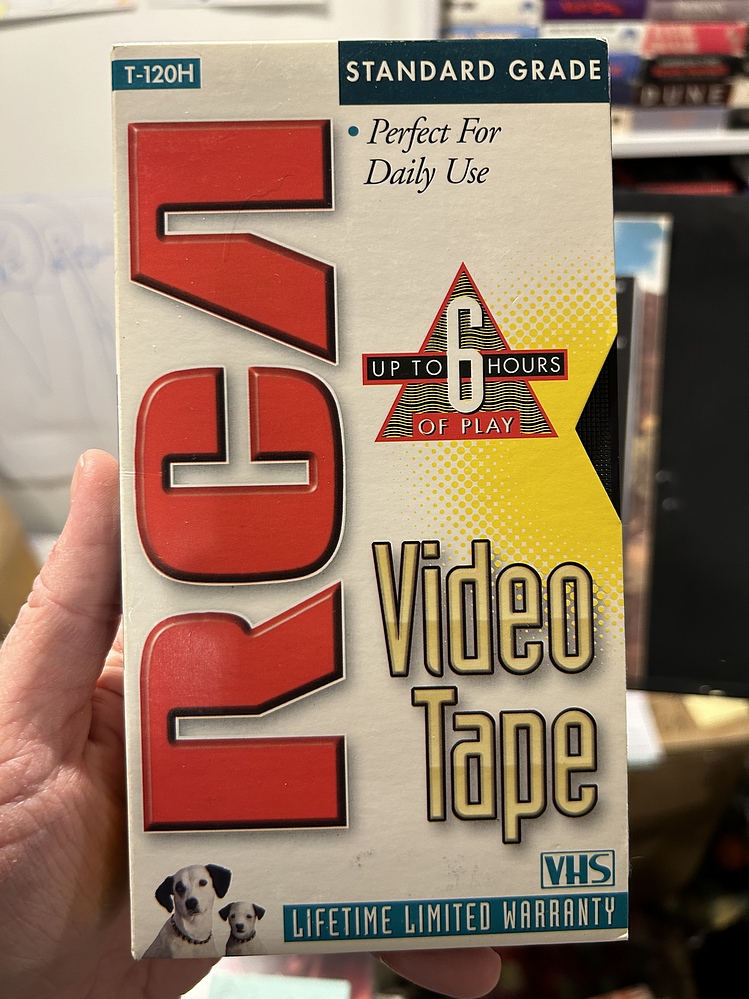 T-120H
STANDARD GRADE
RCA
• Perfect For
Daily Use
UP TO 6 HOURS
OF PLAY
Video
Tape
VHS
LIFETIME LIMITED WARRANTY
DUNE